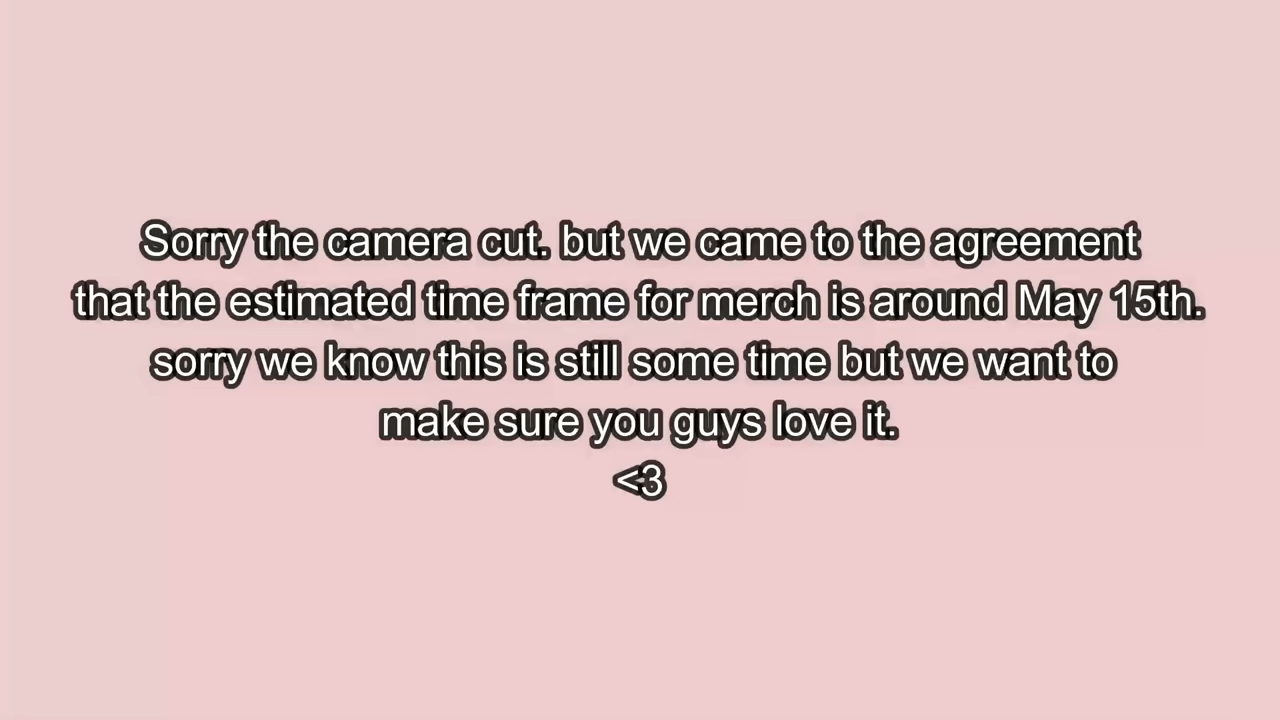 Sorry the camera cut. but we came to the agreement
that the estimated time frame for merch is around May 15th.
sorry we know this is still some time but we want to
make sure you guys love it.
<3